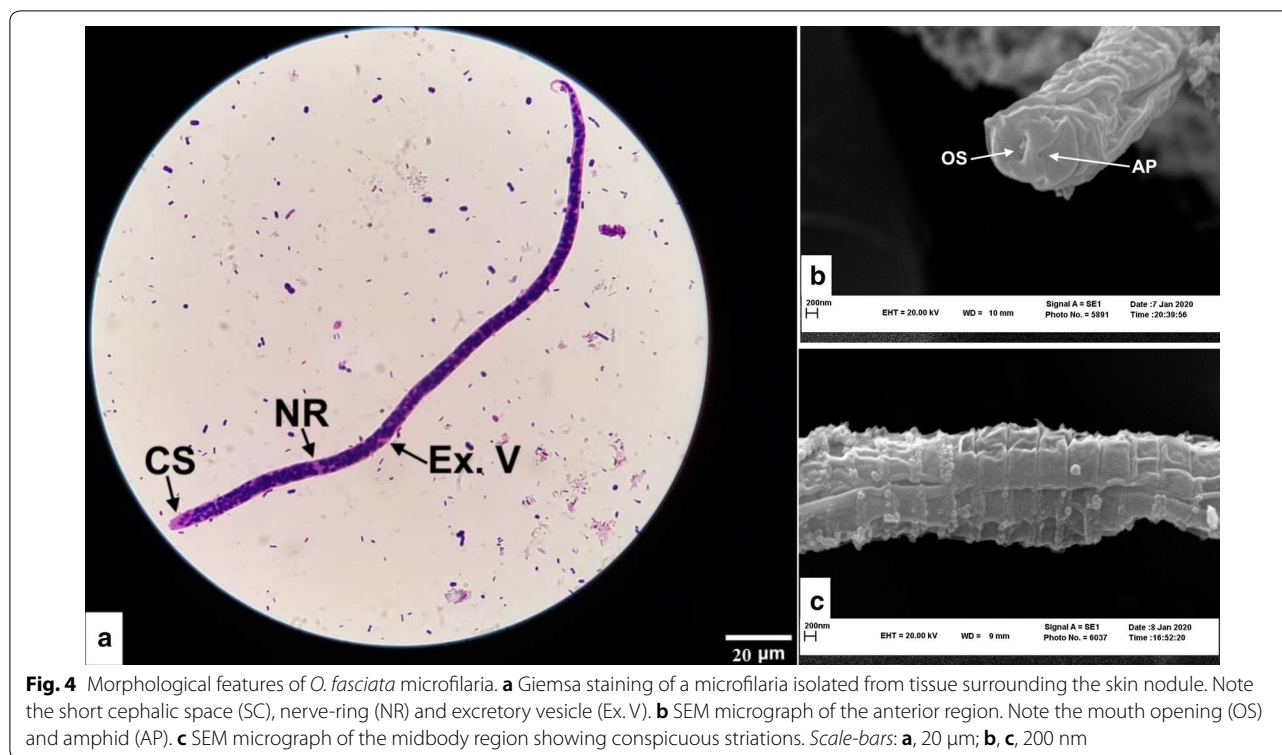 CS
NR
Ex. V
a
20 µm
OS
AP
b
200nm
EHT = 20.00 kV
WD = 10 mm
Signal A = SE1
Photo No. = 5891
Date :7 Jan 2020
Time :20:39:56
c
200nm
EHT = 20.00 kV
WD = 9 mm
Signal A = SE1
Photo No. = 6037
Date :8 Jan 2020
Time :16:52:20
Fig. 4 Morphological features of O. fasciata microfilaria. a Giemsa staining of a microfilaria isolated from tissue surrounding the skin nodule. Note
the short cephalic space (SC), nerve-ring (NR) and excretory vesicle (Ex. V). b SEM micrograph of the anterior region. Note the mouth opening (OS)
and amphid (AP). c SEM micrograph of the midbody region showing conspicuous striations. Scale-bars: a, 20 µm; b, c, 200 nm